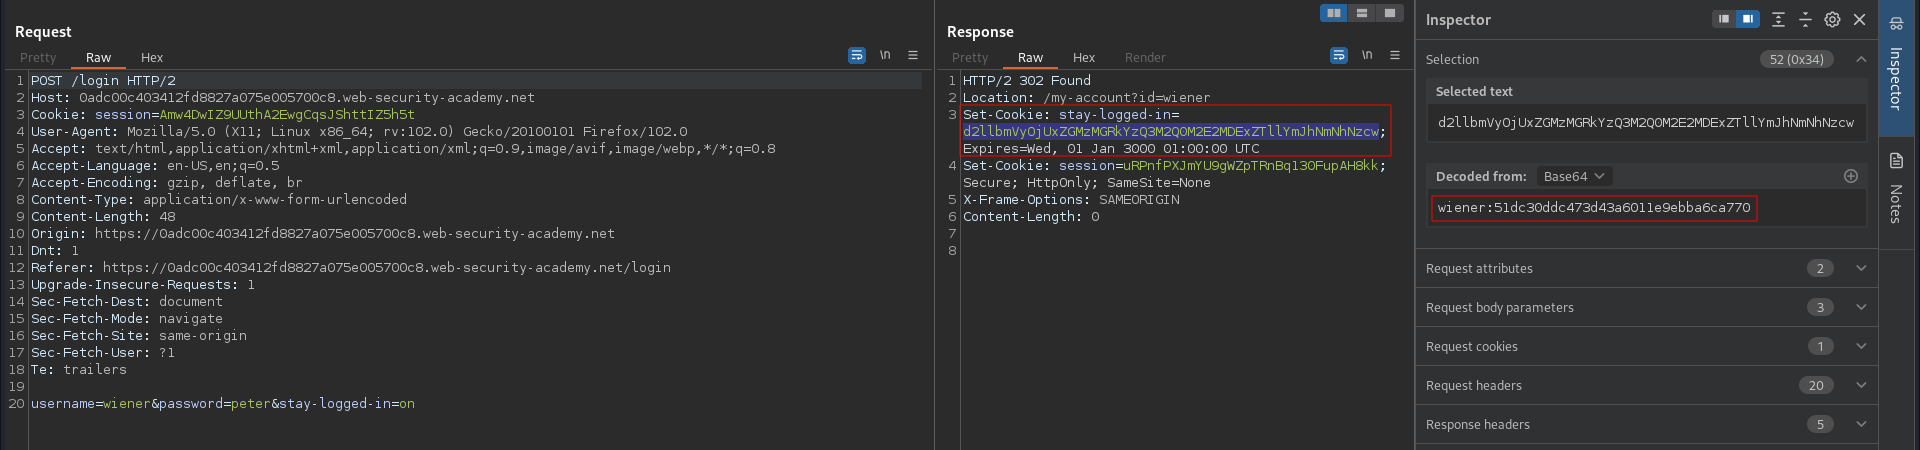 Request
Pretty Raw Hex \n
1 POST /login HTTP/2
2 Host: 0adc00c403412fd8827a075e005700c8.web-security-academy.net
3 Cookie: session=Amw4DwIZ9UUthA2EwgCqsJShttIZ5h5t
4 User-Agent: Mozilla/5.0 (X11; Linux x86_64; rv:102.0) Gecko/20100101 Firefox/102.0
5 Accept: text/html,application/xhtml+xml,application/xml;q=0.9,image/avif,image/webp,*/*;q=0.8
6 Accept-Language: en-US,en;q=0.5
7 Accept-Encoding: gzip, deflate, br
8 Content-Type: application/x-www-form-urlencoded
9 Content-Length: 48
10 Origin: https://0adc00c403412fd8827a075e005700c8.web-security-academy.net
11 Dnt: 1
12 Referer: https://0adc00c403412fd8827a075e005700c8.web-security-academy.net/login
13 Upgrade-Insecure-Requests: 1
14 Sec-Fetch-Dest: document
15 Sec-Fetch-Mode: navigate
16 Sec-Fetch-Site: same-origin
17 Sec-Fetch-User: ?1
18 Te: trailers
19
20 username=wiener&password=peter&stay-logged-in=on
Response
Pretty Raw Hex Render \n
1 HTTP/2 302 Found
2 Location: /my-account?id=wiener
3 Set-Cookie: stay-logged-in=
d2llbmVyOjUxZGMzMGRkYzQ3M2Q0M2E2MDExZTllYmJhNmNhNzcw;
Expires=Wed, 01 Jan 3000 01:00:00 UTC
4 Set-Cookie: session=uRPnfPXJmYU9gWZpTRnBq130FupAH8kk;
Secure; HttpOnly; SameSite=None
5 X-Frame-Options: SAMEORIGIN
6 Content-Length: 0
7
8
Inspector
Selection 52 (0x34)
Selected text
d2llbmVyOjUxZGMzMGRkYzQ3M2Q0M2E2MDExZTllYmJhNmNhNzcw
Decoded from: Base64
wiener:51dc30ddc473d43a6011e9ebba6ca770
Request attributes 2
Request body parameters 3
Request cookies 1
Request headers 20
Response headers 5
Inspector
Notes